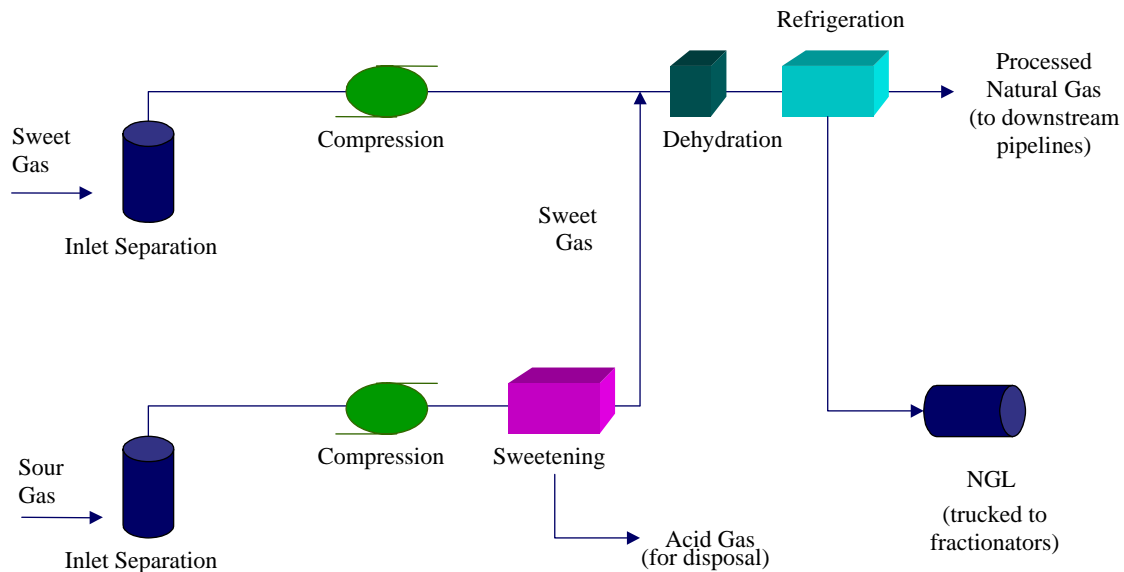 Refrigeration
Processed
Natural Gas
(to downstream
pipelines)
Sweet
Gas
Compression
Dehydration
Inlet Separation
Sweet
Gas
Sour
Gas
Compression
Sweetening
NGL
(trucked to
fractionators)
Inlet Separation
Acid Gas
(for disposal)